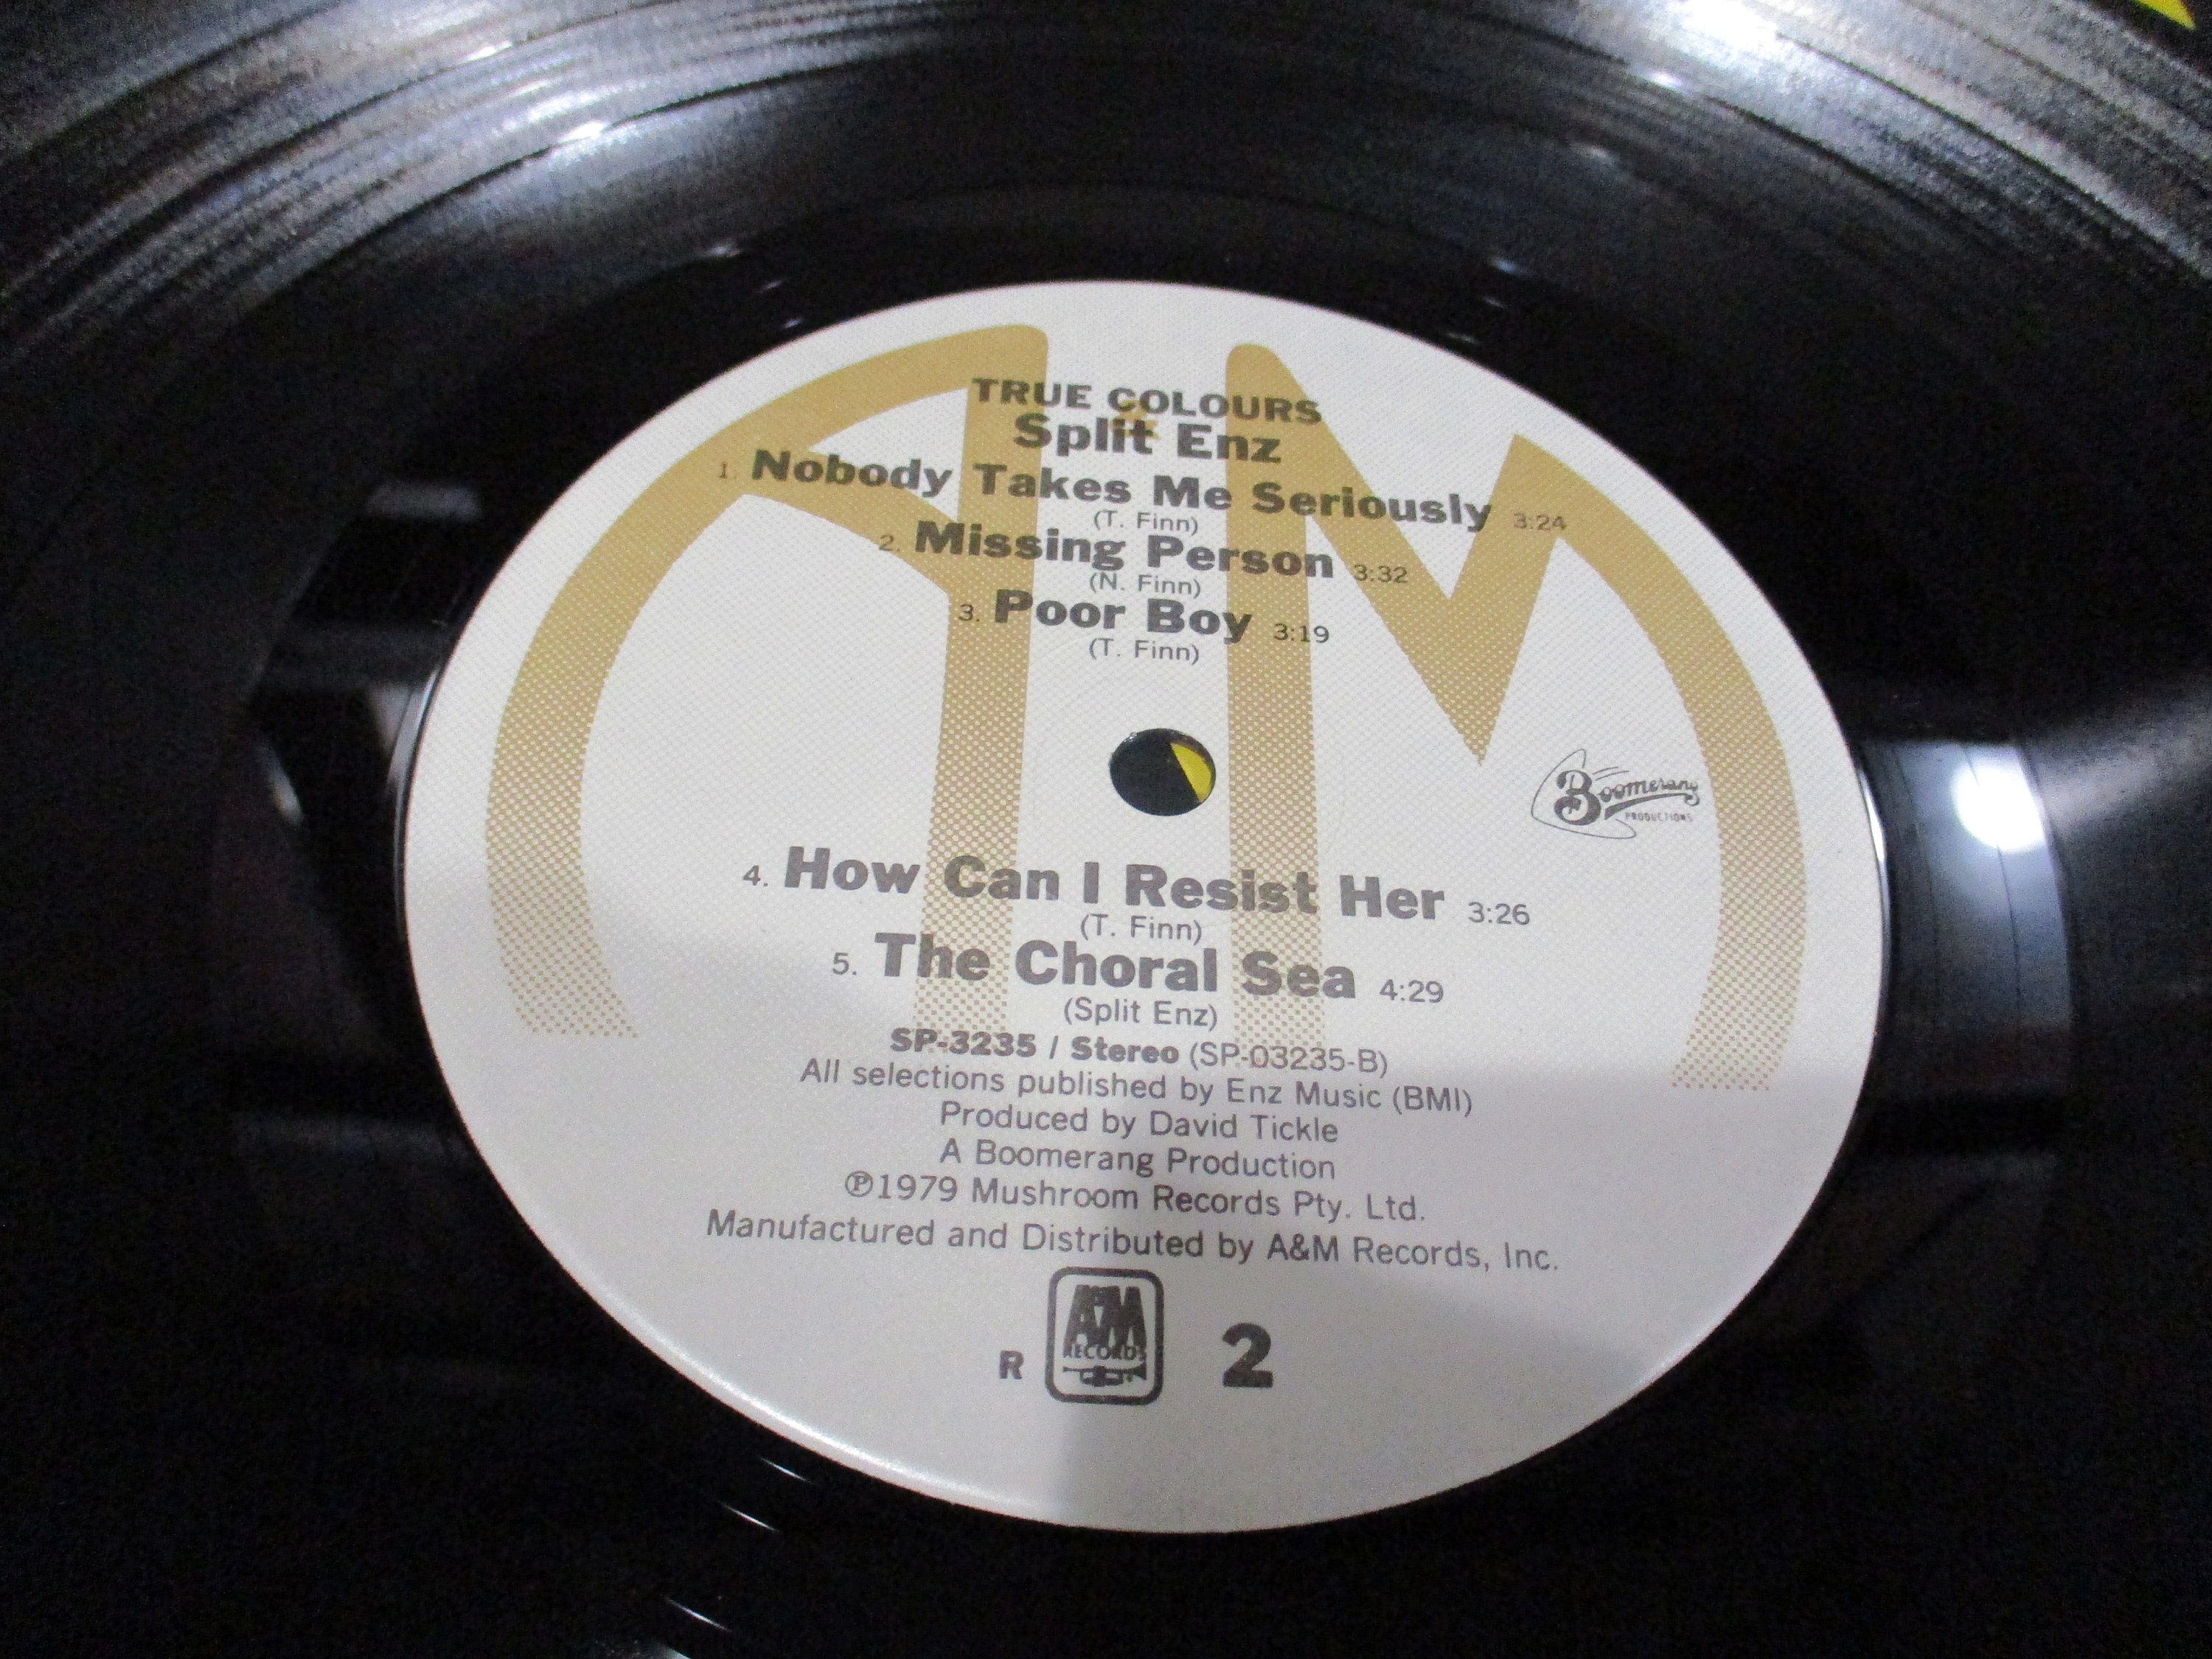 TRUE COLOURS
Split Enz
1. Nobody Takes Me Seriously 3:24
(T. Finn)
2. Missing Person 3:32
(N. Finn)
3. Poor Boy 3:19
(T. Finn)
Boomerang
PRODUCTIONS
4. How Can I Resist Her 3:26
(T. Finn)
5. The Choral Sea 4:29
(Split Enz)
SP-3235 / Stereo (SP-03235-B)
All selections published by Enz Music (BMI)
Produced by David Tickle
A Boomerang Production
℗1979 Mushroom Records Pty. Ltd.
Manufactured and Distributed by A&M Records, Inc.
A&M
RECORDS
R 2